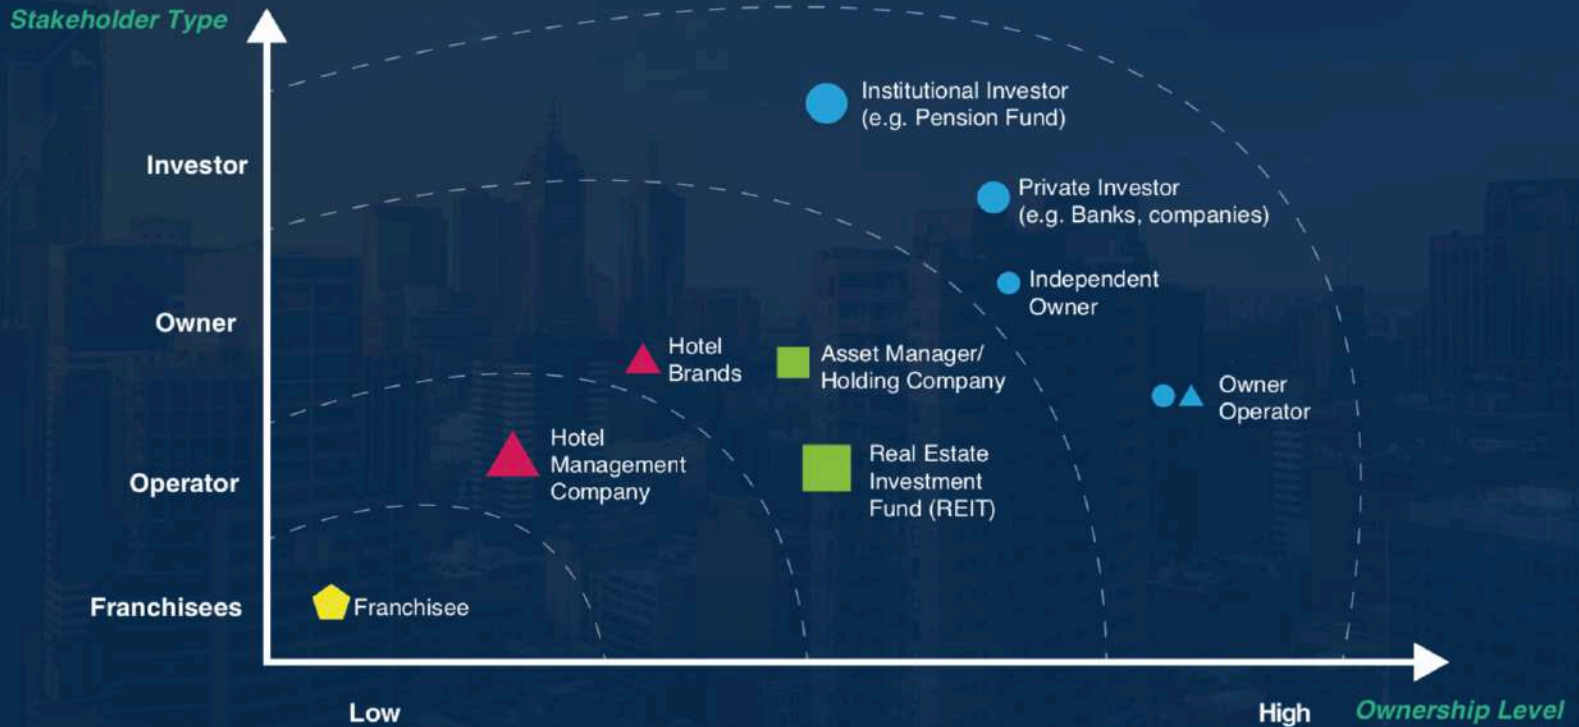 Stakeholder Type
Institutional Investor
(e.g. Pension Fund)
Investor
Private Investor
(e.g. Banks, companies)
Independent
Owner
Owner
Hotel
Brands
Asset Manager/
Holding Company
Owner
Operator
Hotel
Management
Company
Real Estate
Investment
Fund (REIT)
Operator
Franchisees
Franchisee
Low
High
Ownership Level